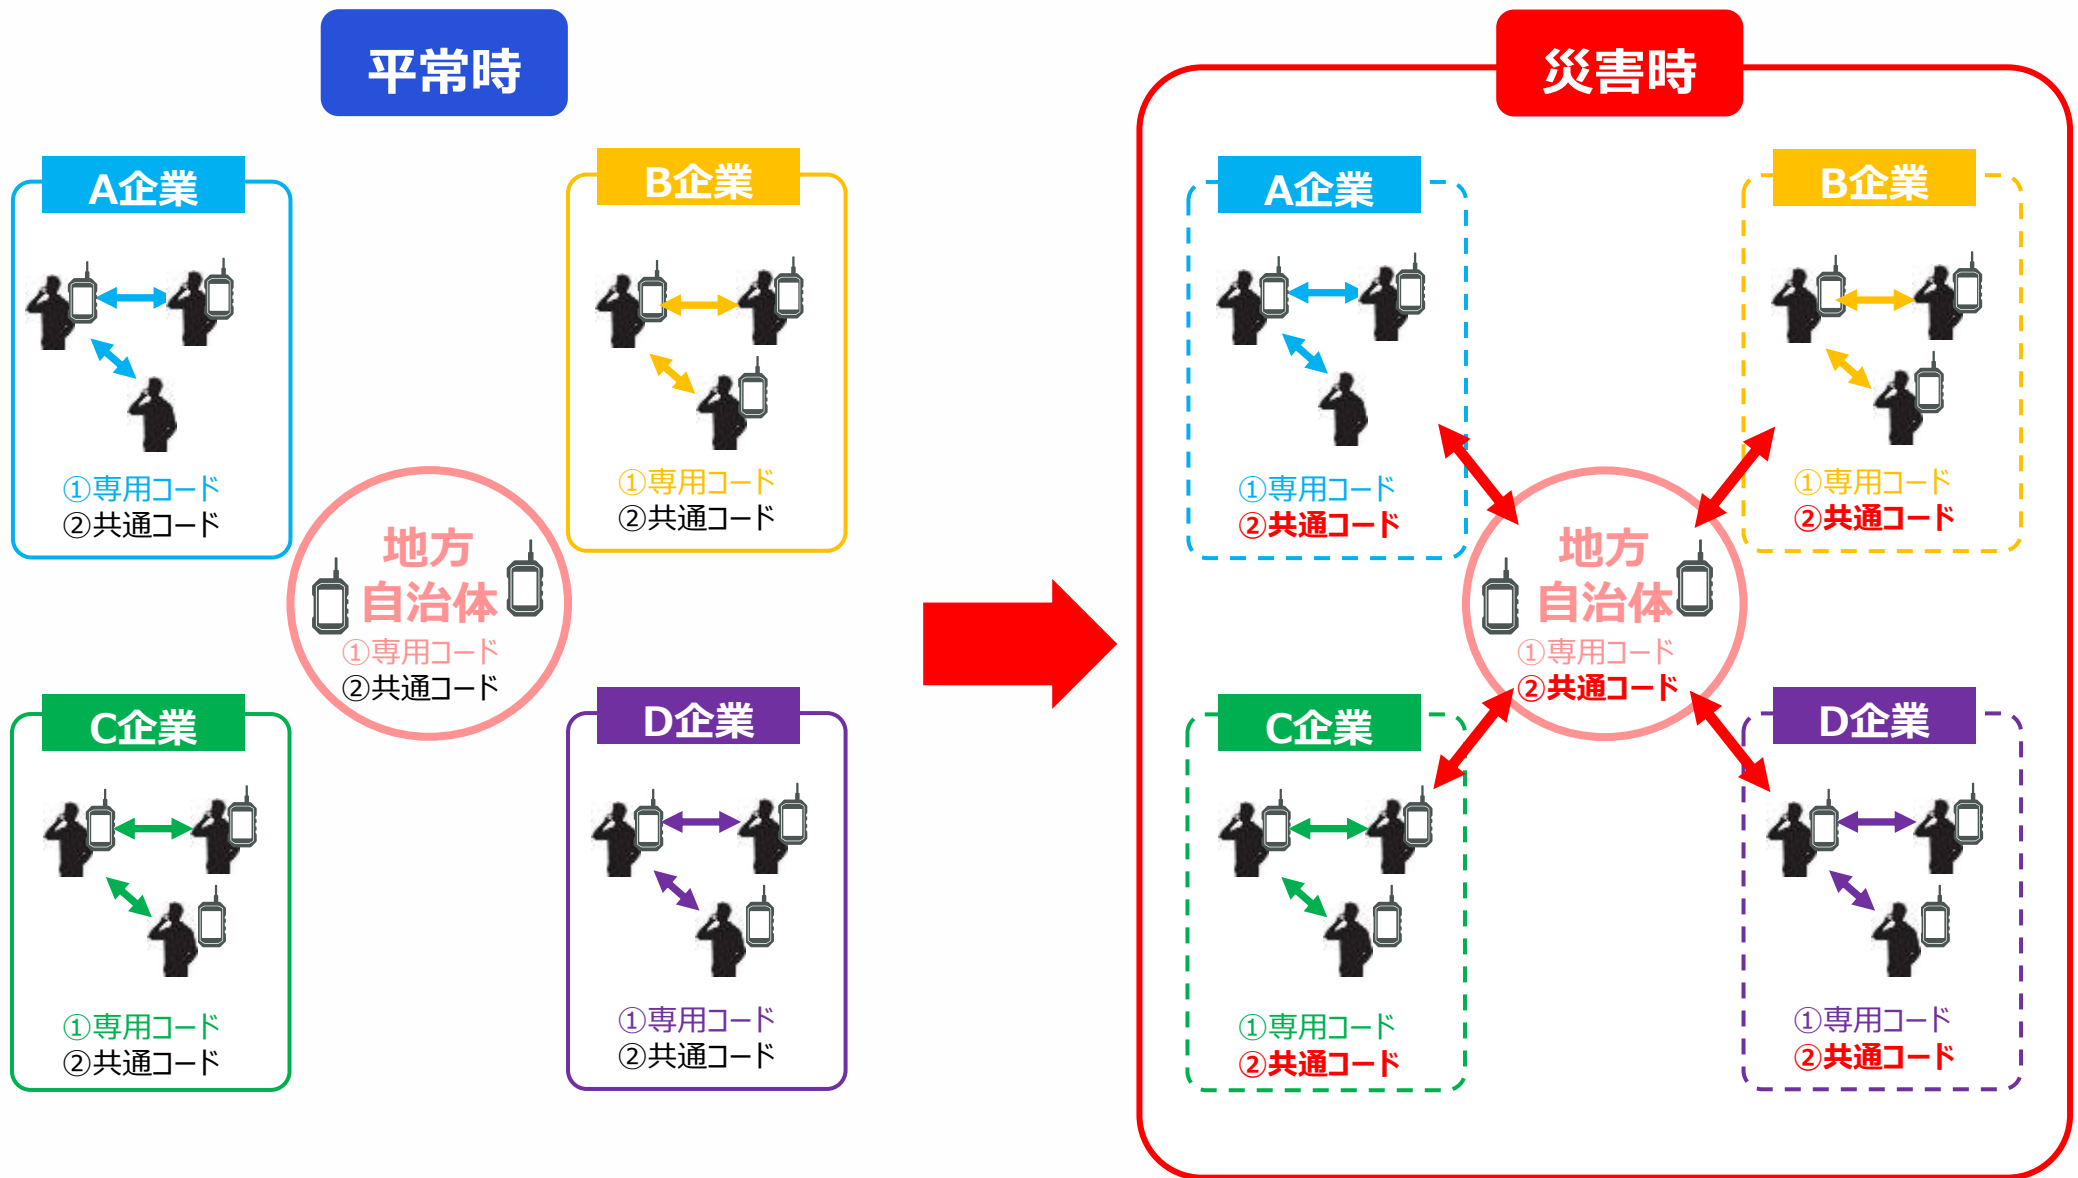 平常時
A企業
①専用コード
②共通コード
B企業
①専用コード
②共通コード
地方
自治体
①専用コード
②共通コード
C企業
①専用コード
②共通コード
D企業
①専用コード
②共通コード
災害時
A企業
①専用コード
②共通コード
B企業
①専用コード
②共通コード
地方
自治体
①専用コード
②共通コード
C企業
①専用コード
②共通コード
D企業
①専用コード
②共通コード